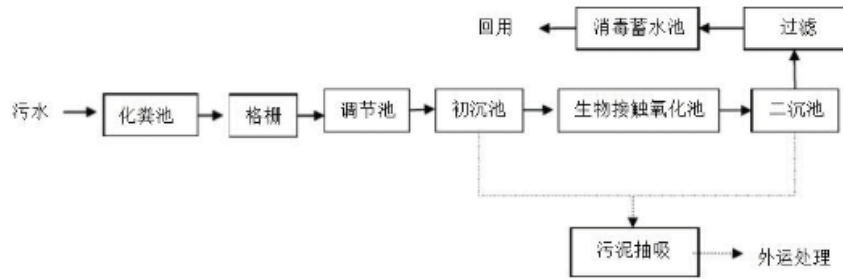 回用
消毒蓄水池
过滤
污水
化粪池
格栅
调节池
初沉池
生物接触氧化池
二沉池
污泥抽吸
外运处理